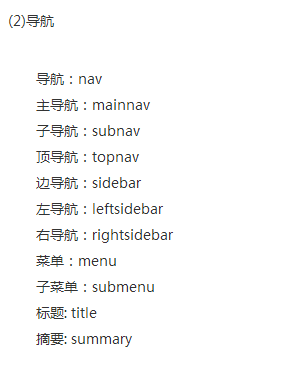 (2)导航
导航：nav
主导航：mainnav
子导航：subnav
顶导航：topnav
边导航：sidebar
左导航：leftsidebar
右导航：rightsidebar
菜单：menu
子菜单：submenu
标题: title
摘要: summary